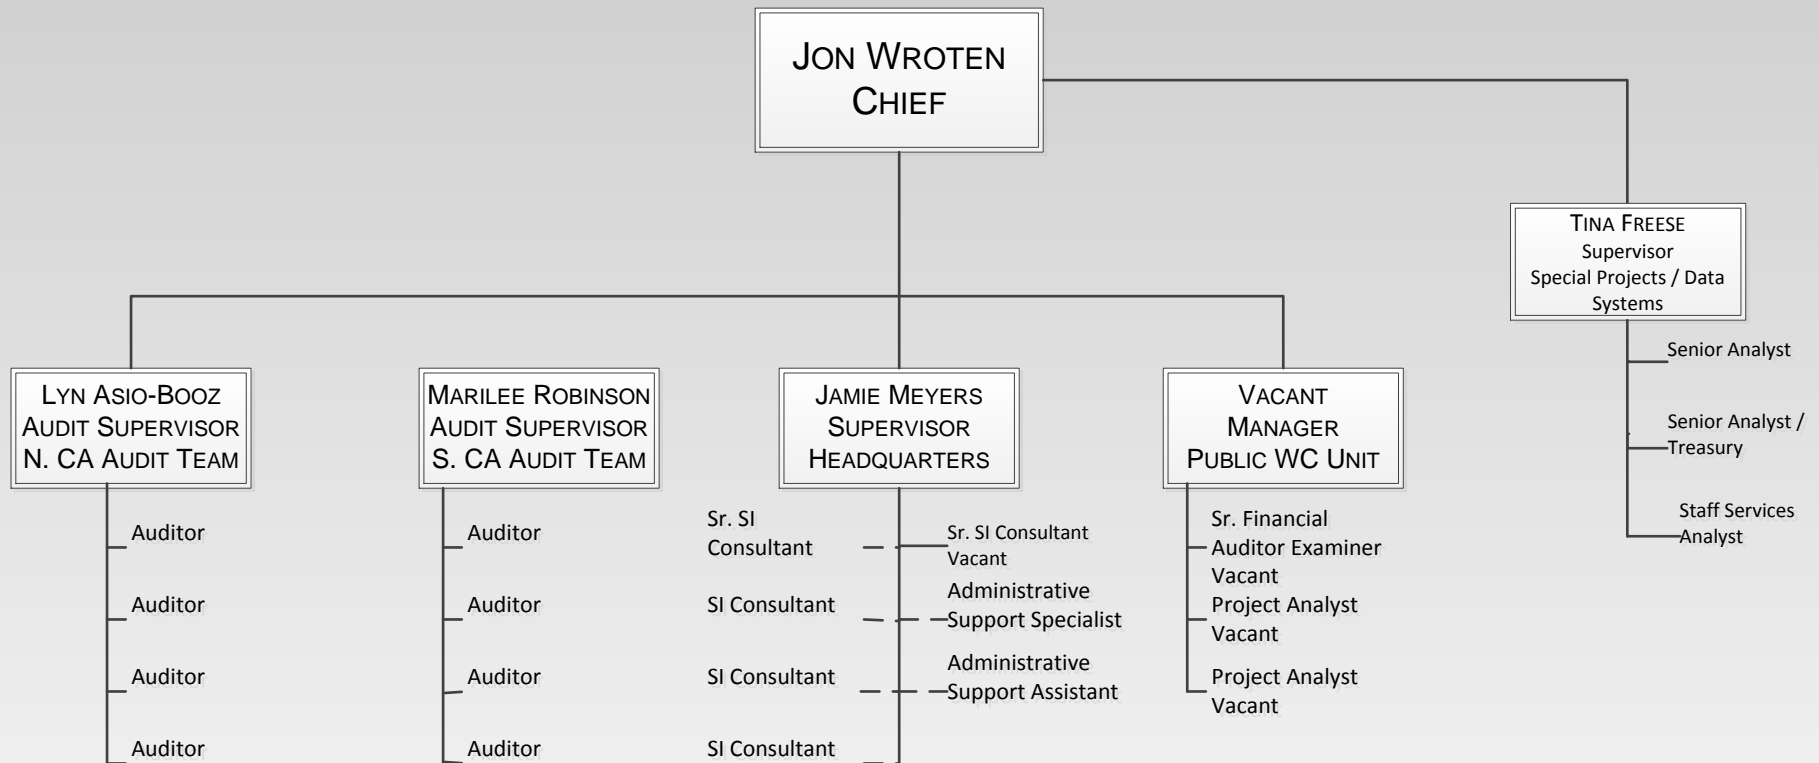 JON WROTEN
CHIEF
TINA FREESE
Supervisor
Special Projects / Data
Systems
Senior Analyst
Senior Analyst /
Treasury
Staff Services
Analyst
LYN ASIO-BOOZ
AUDIT SUPERVISOR
N. CA AUDIT TEAM
Auditor
Auditor
Auditor
Auditor
MARILEE ROBINSON
AUDIT SUPERVISOR
S. CA AUDIT TEAM
Auditor
Auditor
Auditor
Auditor
JAMIE MEYERS
SUPERVISOR
HEADQUARTERS
Sr. SI
Consultant
SI Consultant
SI Consultant
SI Consultant
Sr. SI Consultant
Vacant
Administrative
Support Specialist
Administrative
Support Assistant
VACANT
MANAGER
PUBLIC WC UNIT
Sr. Financial
Auditor Examiner
Vacant
Project Analyst
Vacant
Project Analyst
Vacant